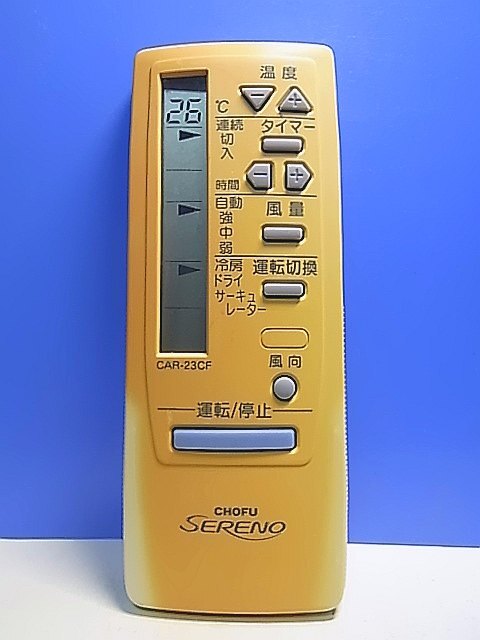 温度
26 ℃
－ ＋
連続 タイマー
切
入
時間 － ＋
自動 風量
強
中
弱
冷房 運転切換
ドライ
サーキュ
レーター
CAR-23CF
風向
運転/停止
CHOFU
SERENO